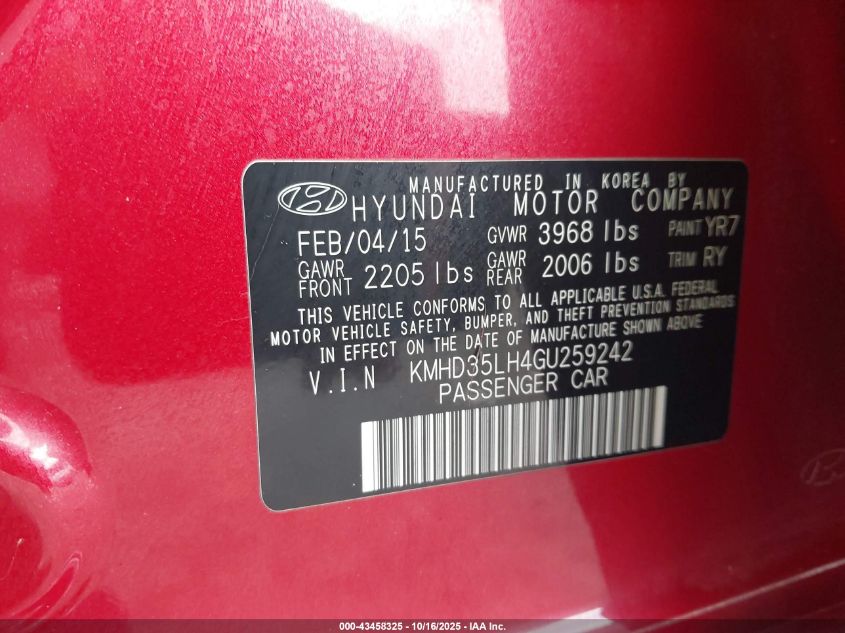 MANUFACTURED IN KOREA BY
HYUNDAI MOTOR COMPANY
FEB/04/15 GVWR 3968 lbs PAINT YR7
GAWR FRONT 2205 lbs GAWR REAR 2006 lbs TRIM RY
THIS VEHICLE CONFORMS TO ALL APPLICABLE U.S.A. FEDERAL
MOTOR VEHICLE SAFETY, BUMPER, AND THEFT PREVENTION STANDARDS
IN EFFECT ON THE DATE OF MANUFACTURE SHOWN ABOVE
V.I.N KMHD35LH4GU259242
PASSENGER CAR
000-43458325 - 10/16/2025 - IAA Inc.